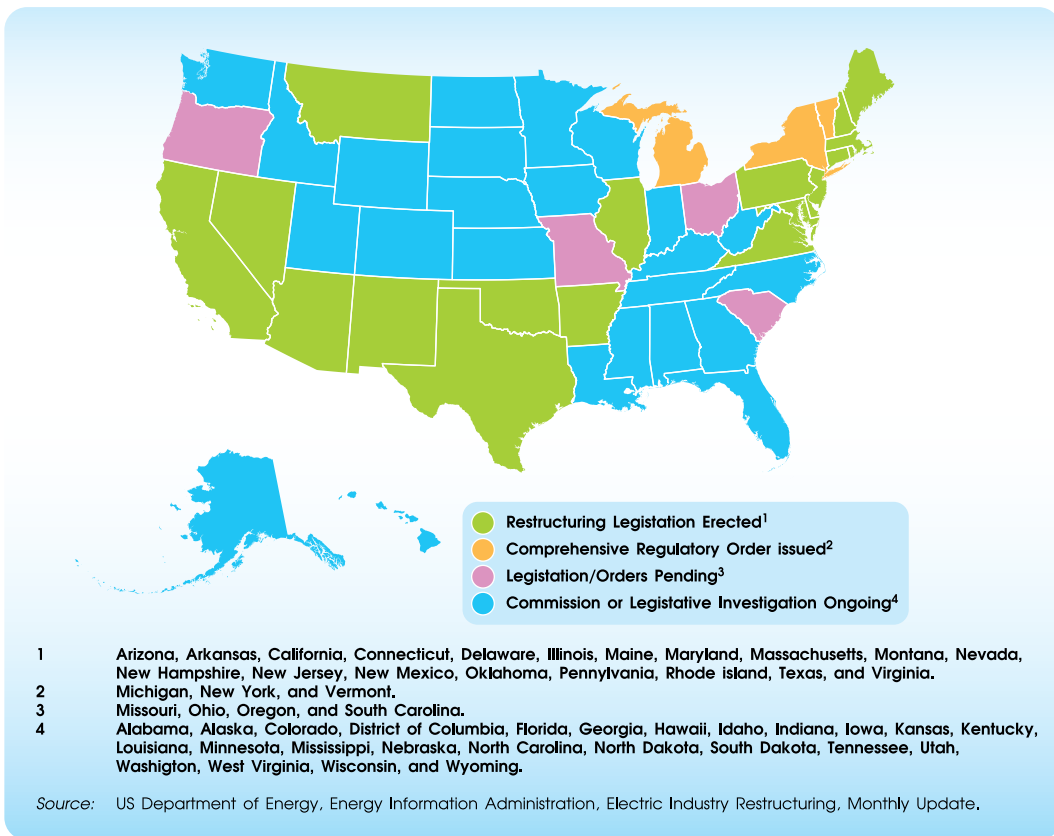 Restructuring Legistation Erected1
Comprehensive Regulatory Order issued2
Legistation/Orders Pending3
Commission or Legistative Investigation Ongoing4
1 Arizona, Arkansas, California, Connecticut, Delaware, Illinois, Maine, Maryland, Massachusetts, Montana, Nevada,
New Hampshire, New Jersey, New Mexico, Oklahoma, Pennylvania, Rhode island, Texas, and Virginia.
2 Michigan, New York, and Vermont.
3 Missouri, Ohio, Oregon, and South Carolina.
4 Alabama, Alaska, Colorado, District of Columbia, Florida, Georgia, Hawaii, Idaho, Indiana, Iowa, Kansas, Kentucky,
Louisiana, Minnesota, Mississippi, Nebraska, North Carolina, North Dakota, South Dakota, Tennessee, Utah,
Washigton, West Virginia, Wisconsin, and Wyoming.
Source: US Department of Energy, Energy Information Administration, Electric Industry Restructuring, Monthly Update.